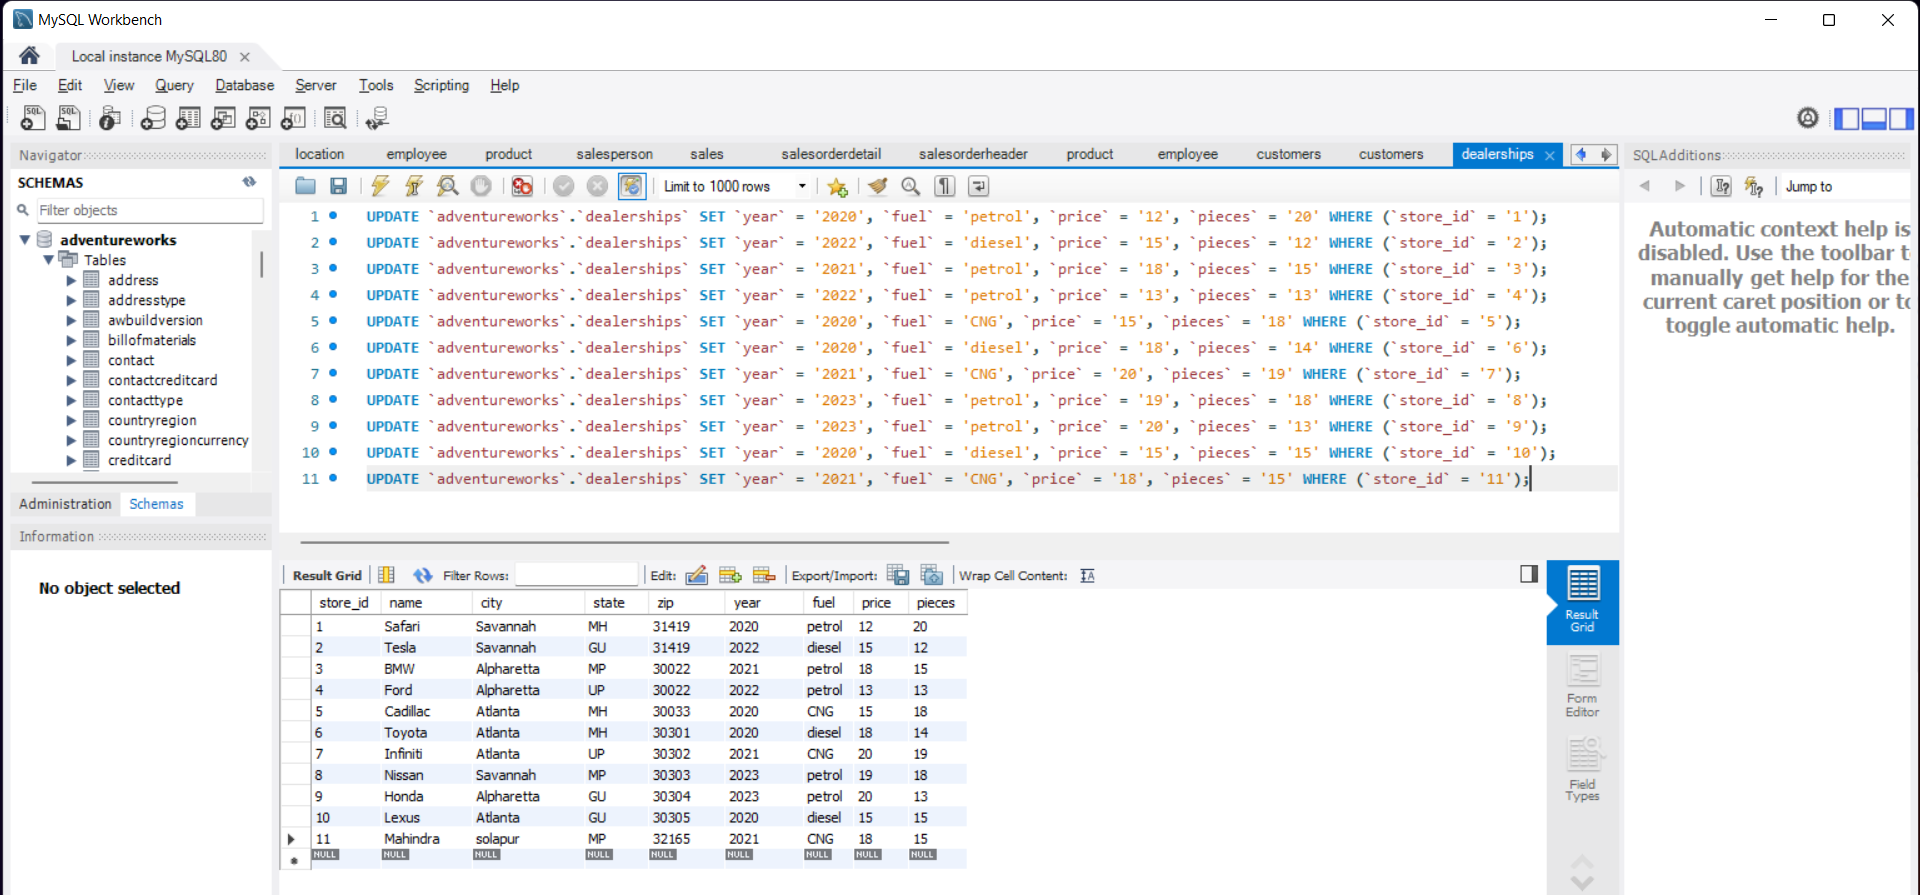 MySQL Workbench
Local instance MySQL80
File Edit View Query Database Server Tools Scripting Help
Navigator
SCHEMAS
Filter objects
adventureworks
Tables
address
addresstype
awbuildversion
billofmaterials
contact
contactcreditcard
contacttype
countryregion
countryregioncurrency
creditcard
Administration Schemas
Information
No object selected
location employee product salesperson sales salesorderdetail salesorderheader product employee customers customers dealerships
Limit to 1000 rows
1 UPDATE `adventureworks`.`dealerships` SET `year` = '2020', `fuel` = 'petrol', `price` = '12', `pieces` = '20' WHERE (`store_id` = '1');
2 UPDATE `adventureworks`.`dealerships` SET `year` = '2022', `fuel` = 'diesel', `price` = '15', `pieces` = '12' WHERE (`store_id` = '2');
3 UPDATE `adventureworks`.`dealerships` SET `year` = '2021', `fuel` = 'petrol', `price` = '18', `pieces` = '15' WHERE (`store_id` = '3');
4 UPDATE `adventureworks`.`dealerships` SET `year` = '2022', `fuel` = 'petrol', `price` = '13', `pieces` = '13' WHERE (`store_id` = '4');
5 UPDATE `adventureworks`.`dealerships` SET `year` = '2020', `fuel` = 'CNG', `price` = '15', `pieces` = '18' WHERE (`store_id` = '5');
6 UPDATE `adventureworks`.`dealerships` SET `year` = '2020', `fuel` = 'diesel', `price` = '18', `pieces` = '14' WHERE (`store_id` = '6');
7 UPDATE `adventureworks`.`dealerships` SET `year` = '2021', `fuel` = 'CNG', `price` = '20', `pieces` = '19' WHERE (`store_id` = '7');
8 UPDATE `adventureworks`.`dealerships` SET `year` = '2023', `fuel` = 'petrol', `price` = '19', `pieces` = '18' WHERE (`store_id` = '8');
9 UPDATE `adventureworks`.`dealerships` SET `year` = '2023', `fuel` = 'petrol', `price` = '20', `pieces` = '13' WHERE (`store_id` = '9');
10 UPDATE `adventureworks`.`dealerships` SET `year` = '2020', `fuel` = 'diesel', `price` = '15', `pieces` = '15' WHERE (`store_id` = '10');
11 UPDATE `adventureworks`.`dealerships` SET `year` = '2021', `fuel` = 'CNG', `price` = '18', `pieces` = '15' WHERE (`store_id` = '11');
Result Grid Filter Rows: Edit: Export/Import: Wrap Cell Content:
store_id name city state zip year fuel price pieces
1 Safari Savannah MH 31419 2020 petrol 12 20
2 Tesla Savannah GU 31419 2022 diesel 15 12
3 BMW Alpharetta MP 30022 2021 petrol 18 15
4 Ford Alpharetta UP 30022 2022 petrol 13 13
5 Cadillac Atlanta MH 30033 2020 CNG 15 18
6 Toyota Atlanta MH 30301 2020 diesel 18 14
7 Infiniti Atlanta UP 30302 2021 CNG 20 19
8 Nissan Savannah MP 30303 2023 petrol 19 18
9 Honda Alpharetta GU 30304 2023 petrol 20 13
10 Lexus Atlanta GU 30305 2020 diesel 15 15
11 Mahindra solapur MP 32165 2021 CNG 18 15
NULL NULL NULL NULL NULL NULL NULL NULL NULL
Result
Grid
Form
Editor
Field
Types
SQLAdditions
Jump to
Automatic context help is
disabled. Use the toolbar t
manually get help for the
current caret position or to
toggle automatic help.